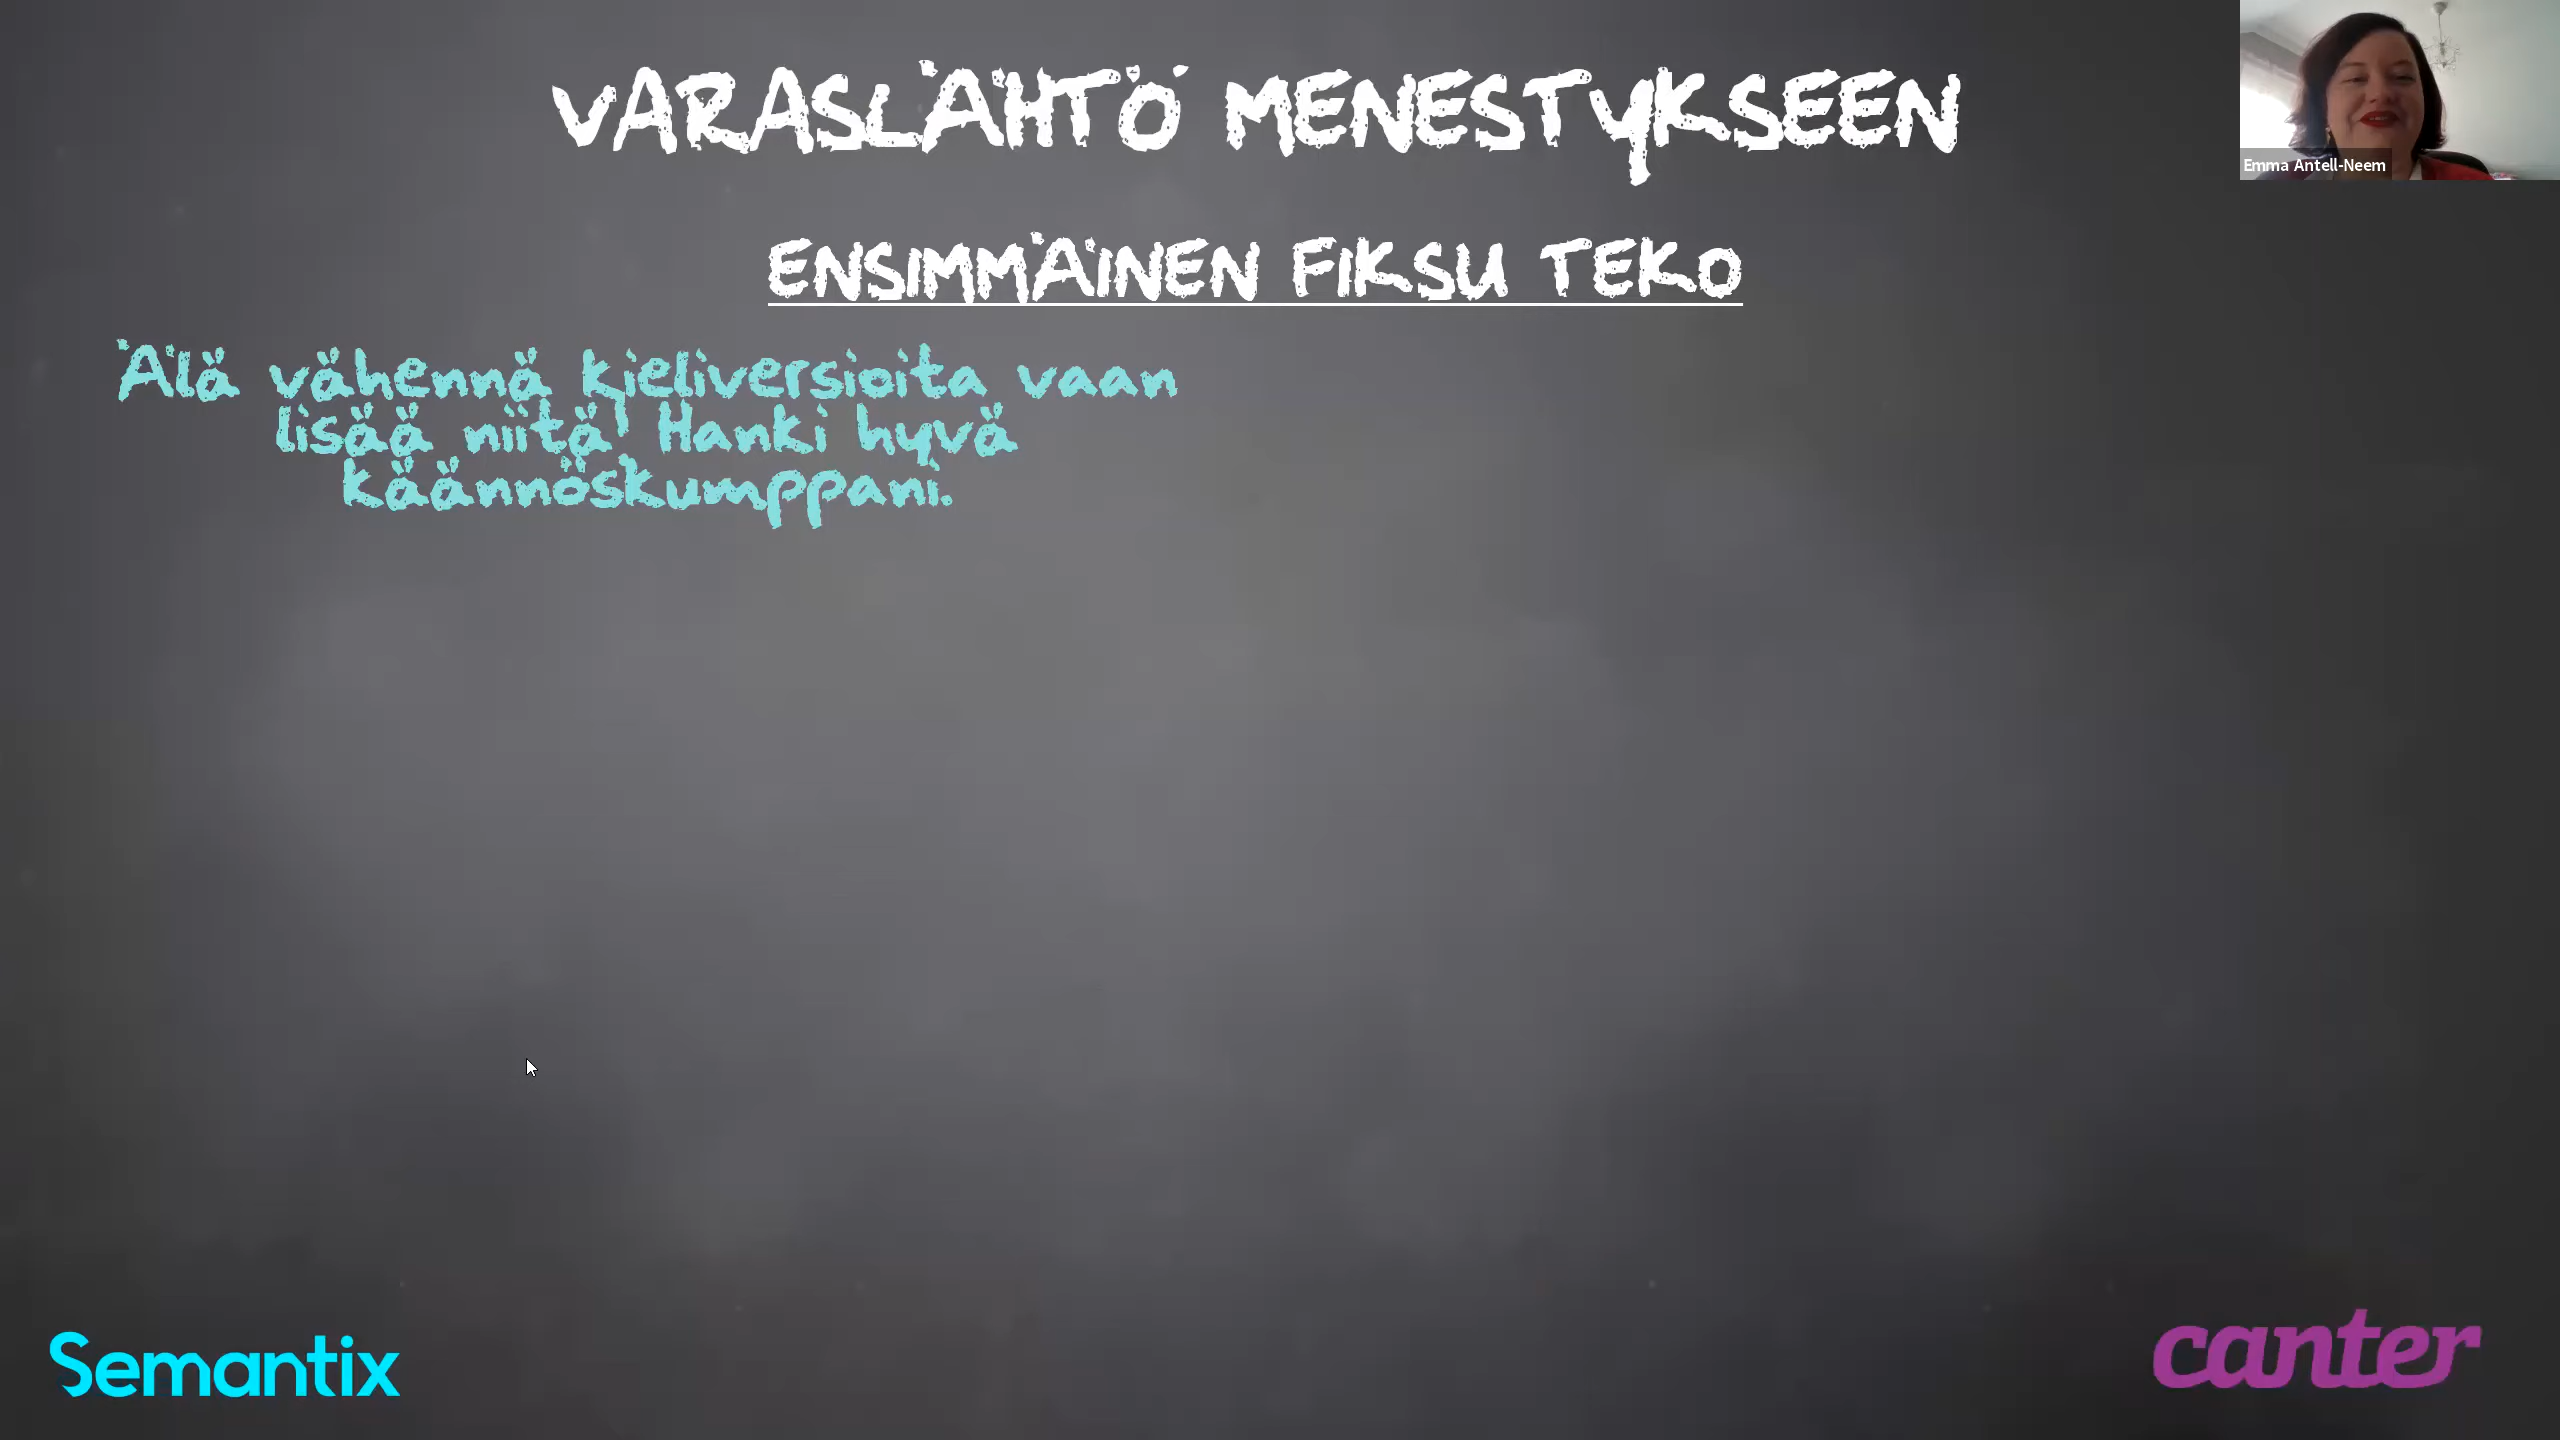 VARASLÄHTÖ MENESTYKSEEN
Emma Antell-Neem
ENSIMMÄINEN FIKSU TEKO
Älä vähennä kieliversioita vaan
lisää niitä! Hanki hyvä
käännöskumppani.
Semantix
canter